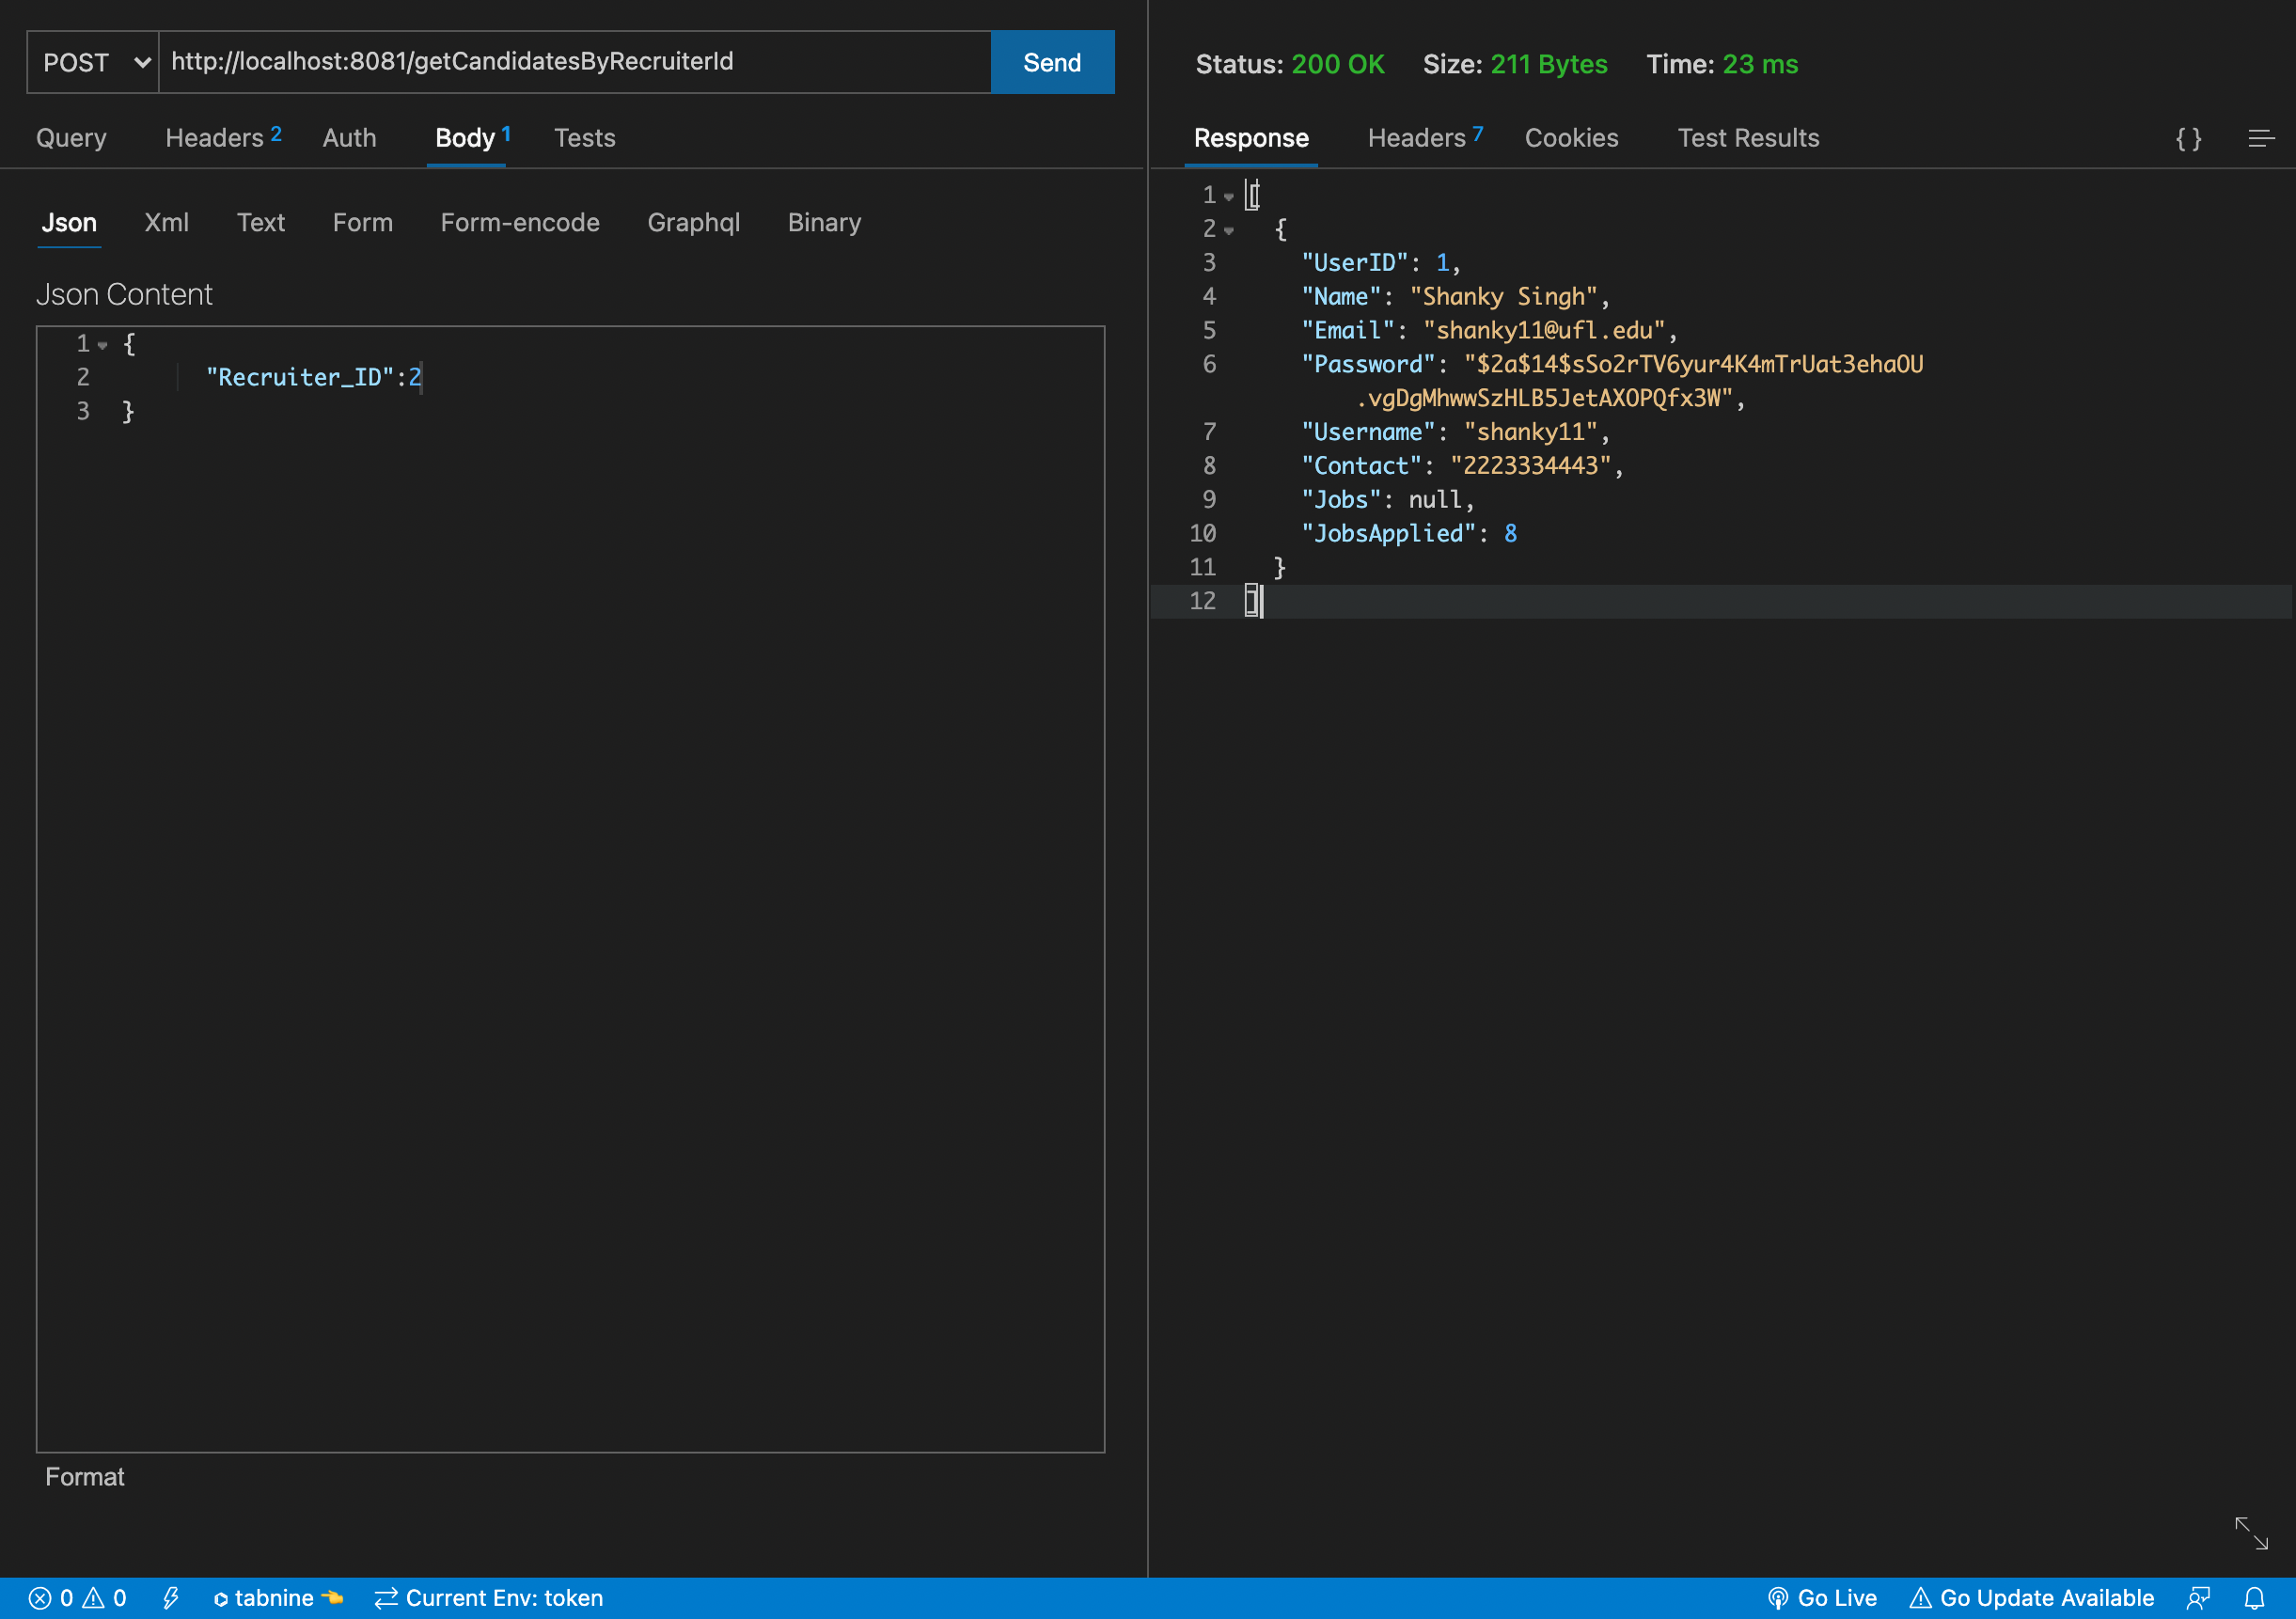 POST http://localhost:8081/getCandidatesByRecruiterId Send
Query Headers 2 Auth Body 1 Tests
Json Xml Text Form Form-encode Graphql Binary
Json Content
1 {
2 "Recruiter_ID":2
3 }
Format
Status: 200 OK Size: 211 Bytes Time: 23 ms
Response Headers 7 Cookies Test Results {}
1 [
2 {
3 "UserID": 1,
4 "Name": "Shanky Singh",
5 "Email": "shanky11@ufl.edu",
6 "Password": "$2a$14$sSo2rTV6yur4K4mTrUat3ehaOU
.vgDgMhwwSzHLB5JetAXOPQfx3W",
7 "Username": "shanky11",
8 "Contact": "2223334443",
9 "Jobs": null,
10 "JobsApplied": 8
11 }
12 ]
0 0 tabnine Current Env: token Go Live Go Update Available